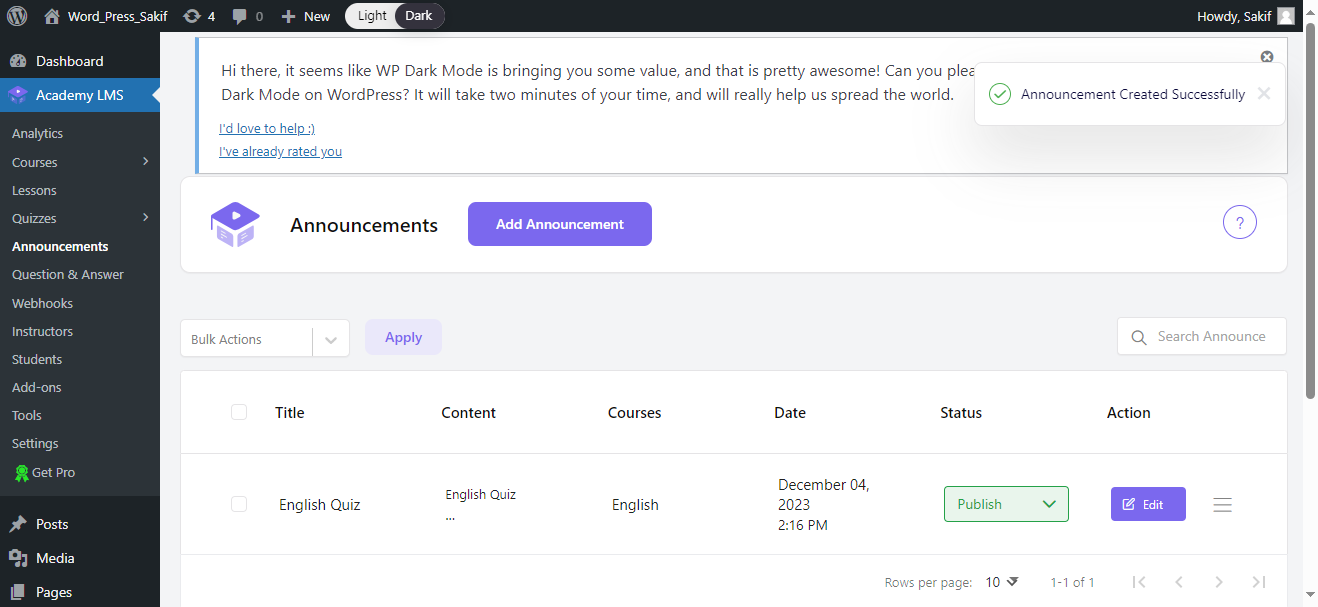 Word_Press_Sakif 4 0 New Light Dark Howdy, Sakif
Dashboard
Academy LMS
Analytics
Courses
Lessons
Quizzes
Announcements
Question & Answer
Webhooks
Instructors
Students
Add-ons
Tools
Settings
Get Pro
Posts
Media
Pages
Hi there, it seems like WP Dark Mode is bringing you some value, and that is pretty awesome! Can you
Dark Mode on WordPress? It will take two minutes of your time, and will really help us spread the world.
I'd love to help :)
I've already rated you
Announcement Created Successfully
Announcements Add Announcement ?
Bulk Actions Apply Search Announce
Title Content Courses Date Status Action
English Quiz English Quiz English December 04, Publish Edit
... 2023
2:16 PM
Rows per page: 10 1-1 of 1